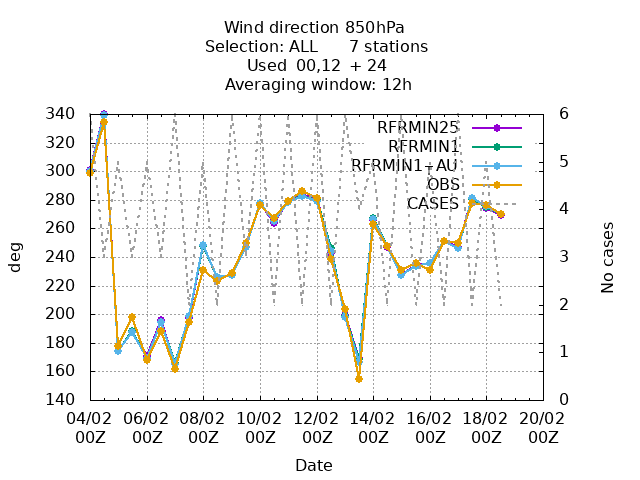 Wind direction 850hPa
Selection: ALL 7 stations
Used 00,12 + 24
Averaging window: 12h
340
320
300
280
260
240
220
200
180
160
140
deg
6
5
4
3
2
1
0
No cases
RFRMIN25
RFRMIN1
RFRMIN1+AU
OBS
CASES
04/02 06/02 08/02 10/02 12/02 14/02 16/02 18/02 20/02
00Z 00Z 00Z 00Z 00Z 00Z 00Z 00Z 00Z
Date